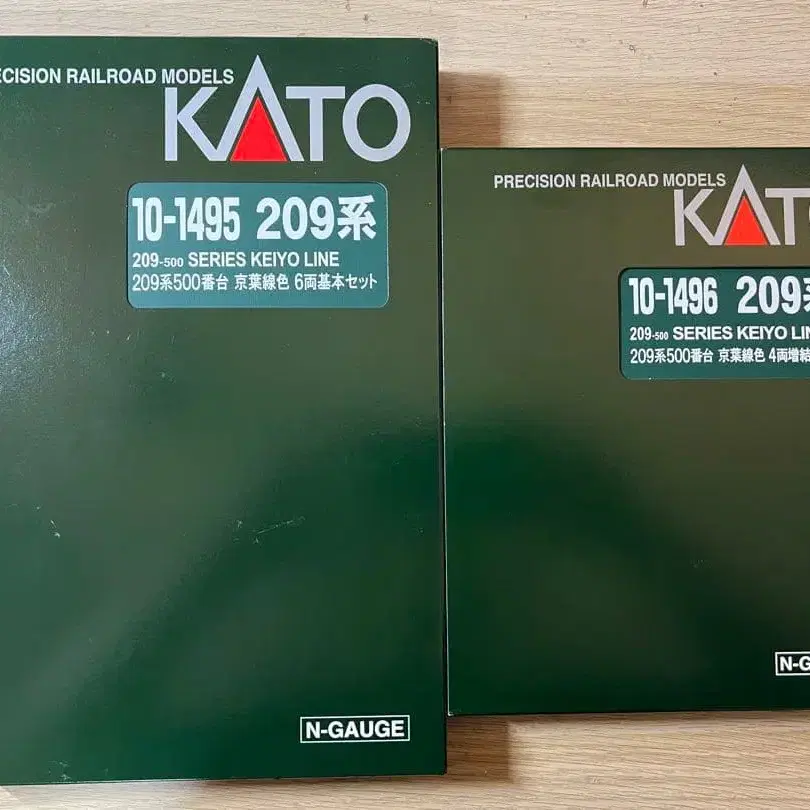 ECISION RAILROAD MODELS
KATO
10-1495 209系
209-500 SERIES KEIYO LINE
209系500番台 京葉線色 6両基本セット
N-GAUGE
PRECISION RAILROAD MODELS
KAT
10-1496 209系
209-500 SERIES KEIYO LIN
209系500番台 京葉線色 4両増結
N-G